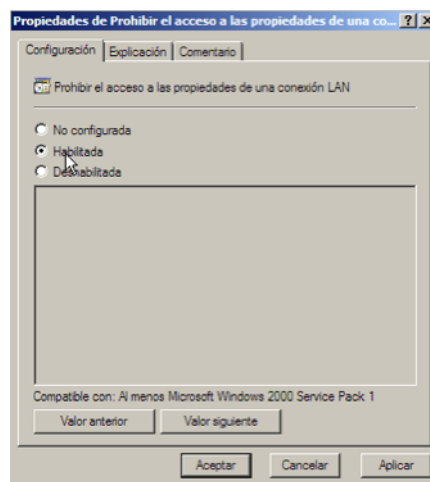 Propiedades de Prohibir el acceso a las propiedades de una co...
Configuración Explicación Comentario
Prohibir el acceso a las propiedades de una conexión LAN
No configurada
Habilitada
Deshabilitada
Compatible con: Al menos Microsoft Windows 2000 Service Pack 1
Valor anterior Valor siguiente
Aceptar Cancelar Aplicar